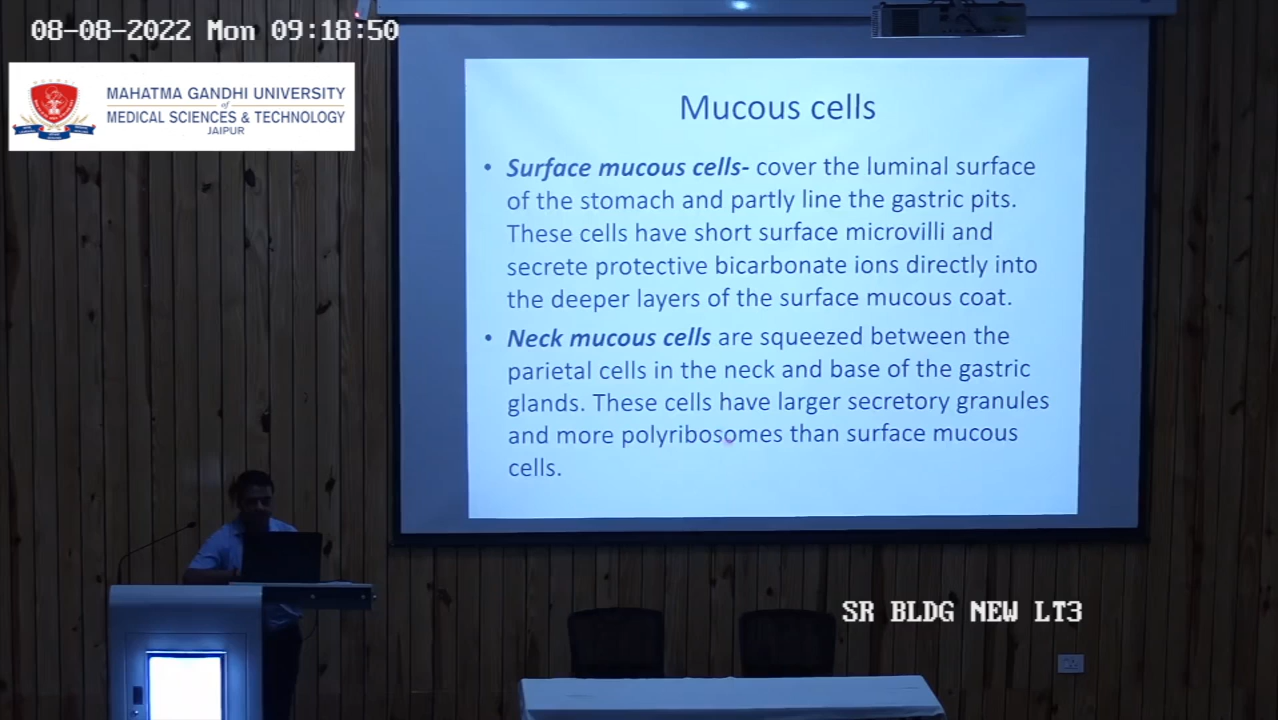 08-08-2022 Mon 09:18:50
MAHATMA GANDHI UNIVERSITY
of
MEDICAL SCIENCES & TECHNOLOGY
JAIPUR
Mucous cells
• Surface mucous cells- cover the luminal surface
of the stomach and partly line the gastric pits.
These cells have short surface microvilli and
secrete protective bicarbonate ions directly into
the deeper layers of the surface mucous coat.
• Neck mucous cells are squeezed between the
parietal cells in the neck and base of the gastric
glands. These cells have larger secretory granules
and more polyribosomes than surface mucous
cells.
SR BLDG NEW LT3